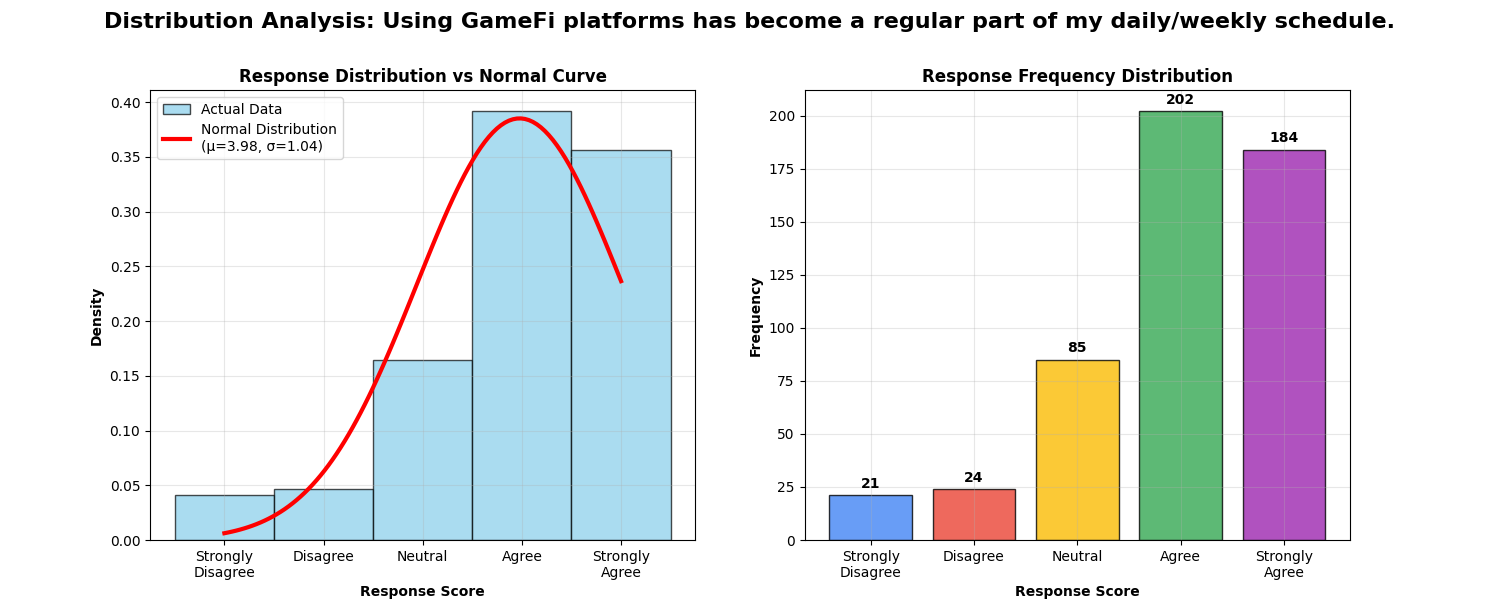 Distribution Analysis: Using GameFi platforms has become a regular part of my daily/weekly schedule.
Response Distribution vs Normal Curve
Actual Data
Normal Distribution
(μ=3.98, σ=1.04)
Density
0.40
0.35
0.30
0.25
0.20
0.15
0.10
0.05
0.00
Strongly
Disagree
Disagree
Neutral
Agree
Strongly
Agree
Response Score
Response Frequency Distribution
Frequency
200
175
150
125
100
75
50
25
0
21
24
85
202
184
Strongly
Disagree
Disagree
Neutral
Agree
Strongly
Agree
Response Score